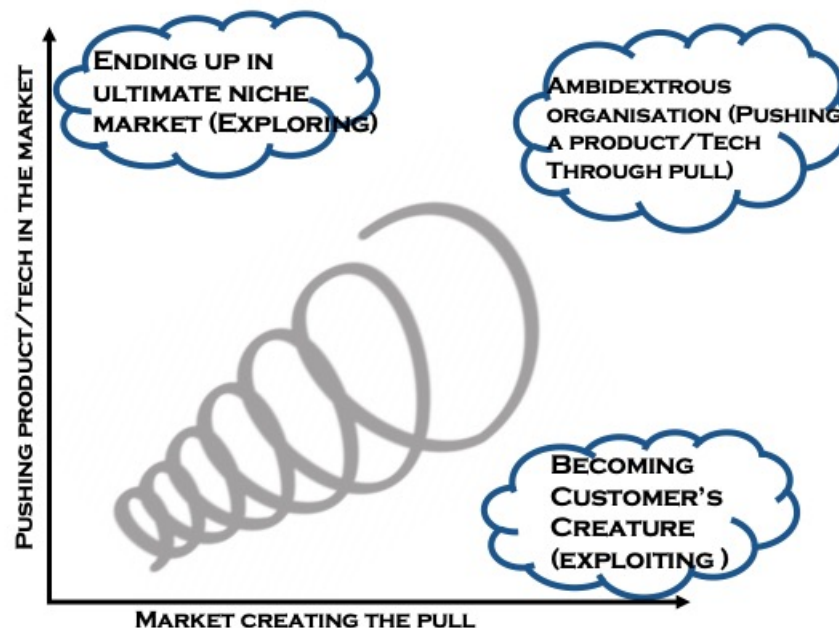 Ending up in
ultimate niche
market (Exploring)
Ambidextrous
organisation (Pushing
a product/Tech
Through pull)
Pushing product/tech in the market
Becoming
Customer's
Creature
(exploiting )
Market creating the pull